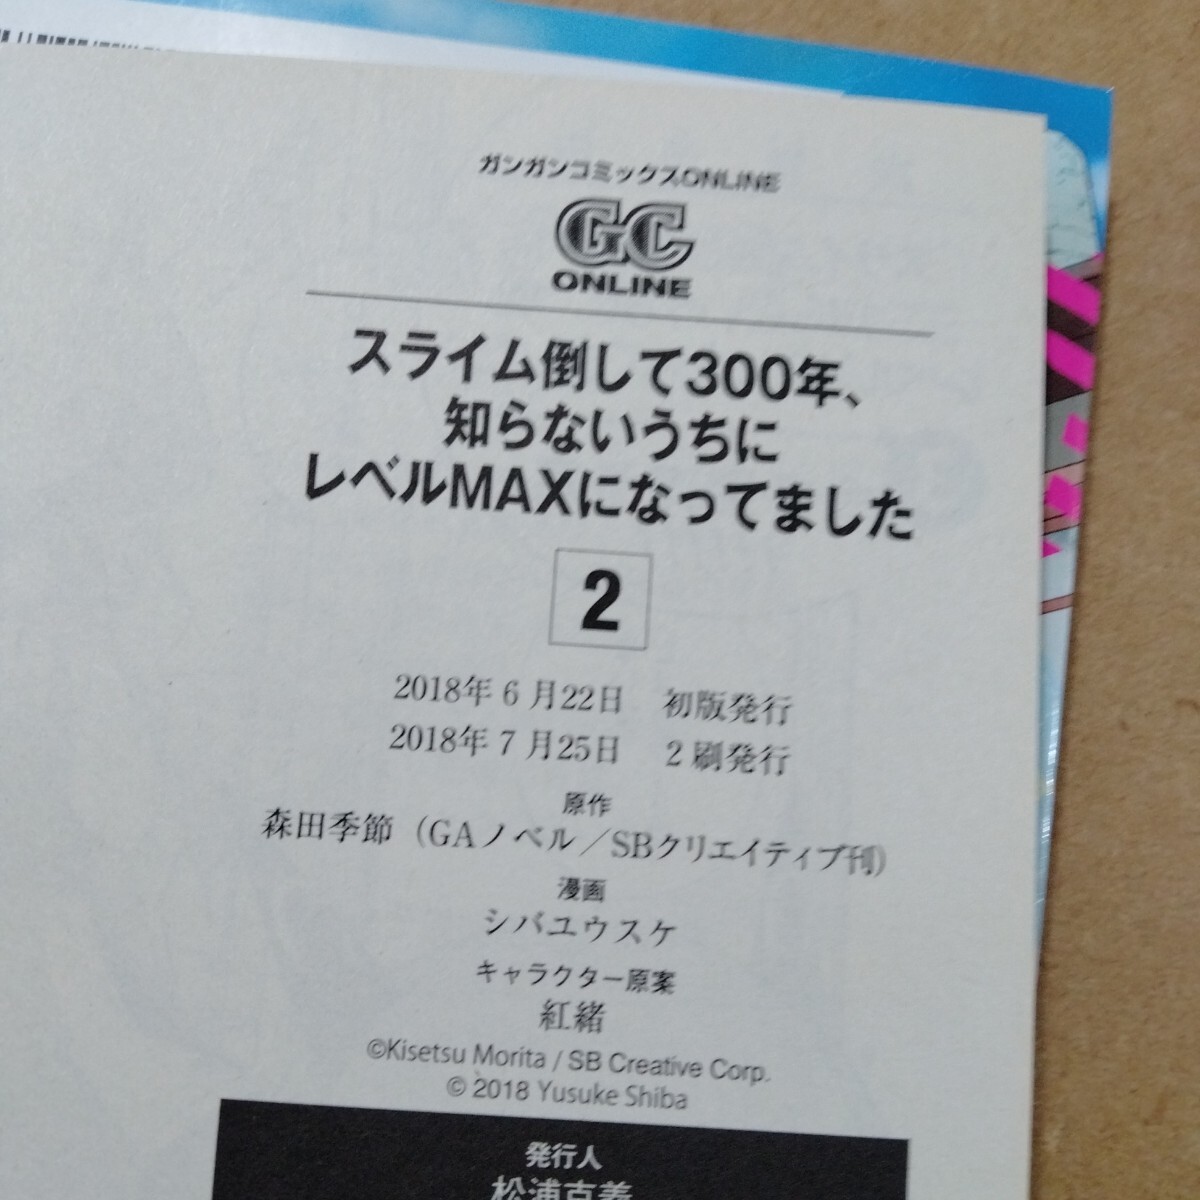 ガンガンコミックスONLINE
GC
ONLINE
スライム倒して300年、
知らないうちに
レベルMAXになってました
2
2018年6月22日　初版発行
2018年7月25日　2刷発行
原作
森田季節（GAノベル／SBクリエイティブ刊）
漫画
シバユウスケ
キャラクター原案
紅緒
©Kisetsu Morita / SB Creative Corp.
© 2018 Yusuke Shiba
発行人
松浦克義